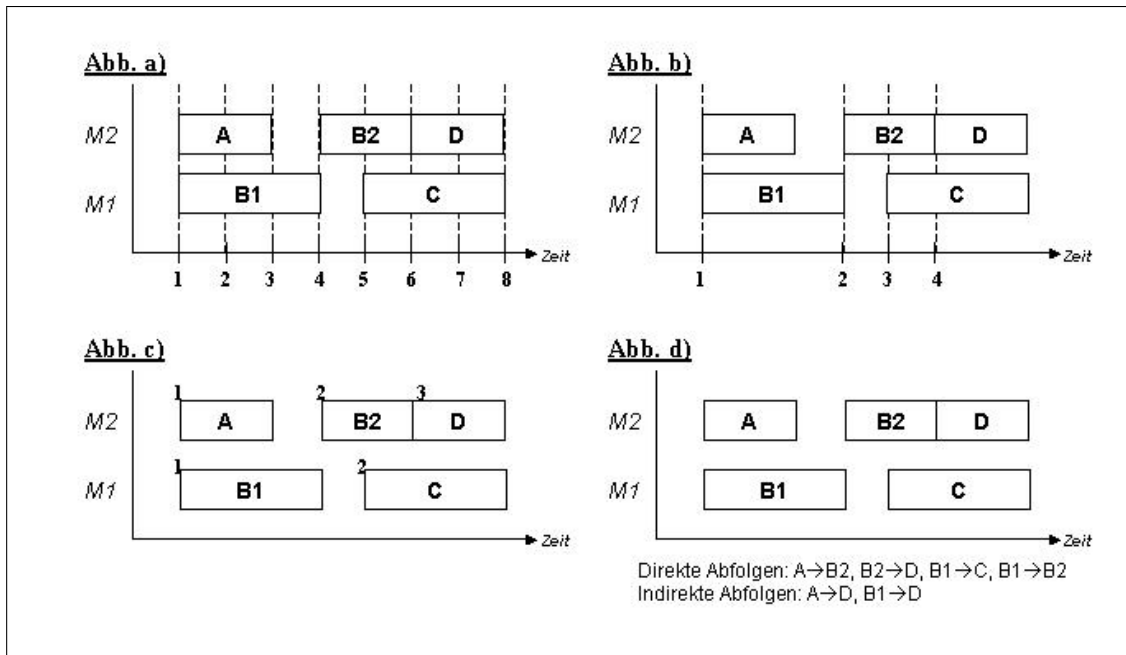 Abb. a)
M2
A
B2
D
M1
B1
C
Zeit
1 2 3 4 5 6 7 8
Abb. b)
M2
A
B2
D
M1
B1
C
Zeit
1 2 3 4
Abb. c)
1 2 3
M2
A
B2
D
1 2
M1
B1
C
Zeit
Abb. d)
M2
A
B2
D
M1
B1
C
Zeit
Direkte Abfolgen: A→B2, B2→D, B1→C, B1→B2
Indirekte Abfolgen: A→D, B1→D